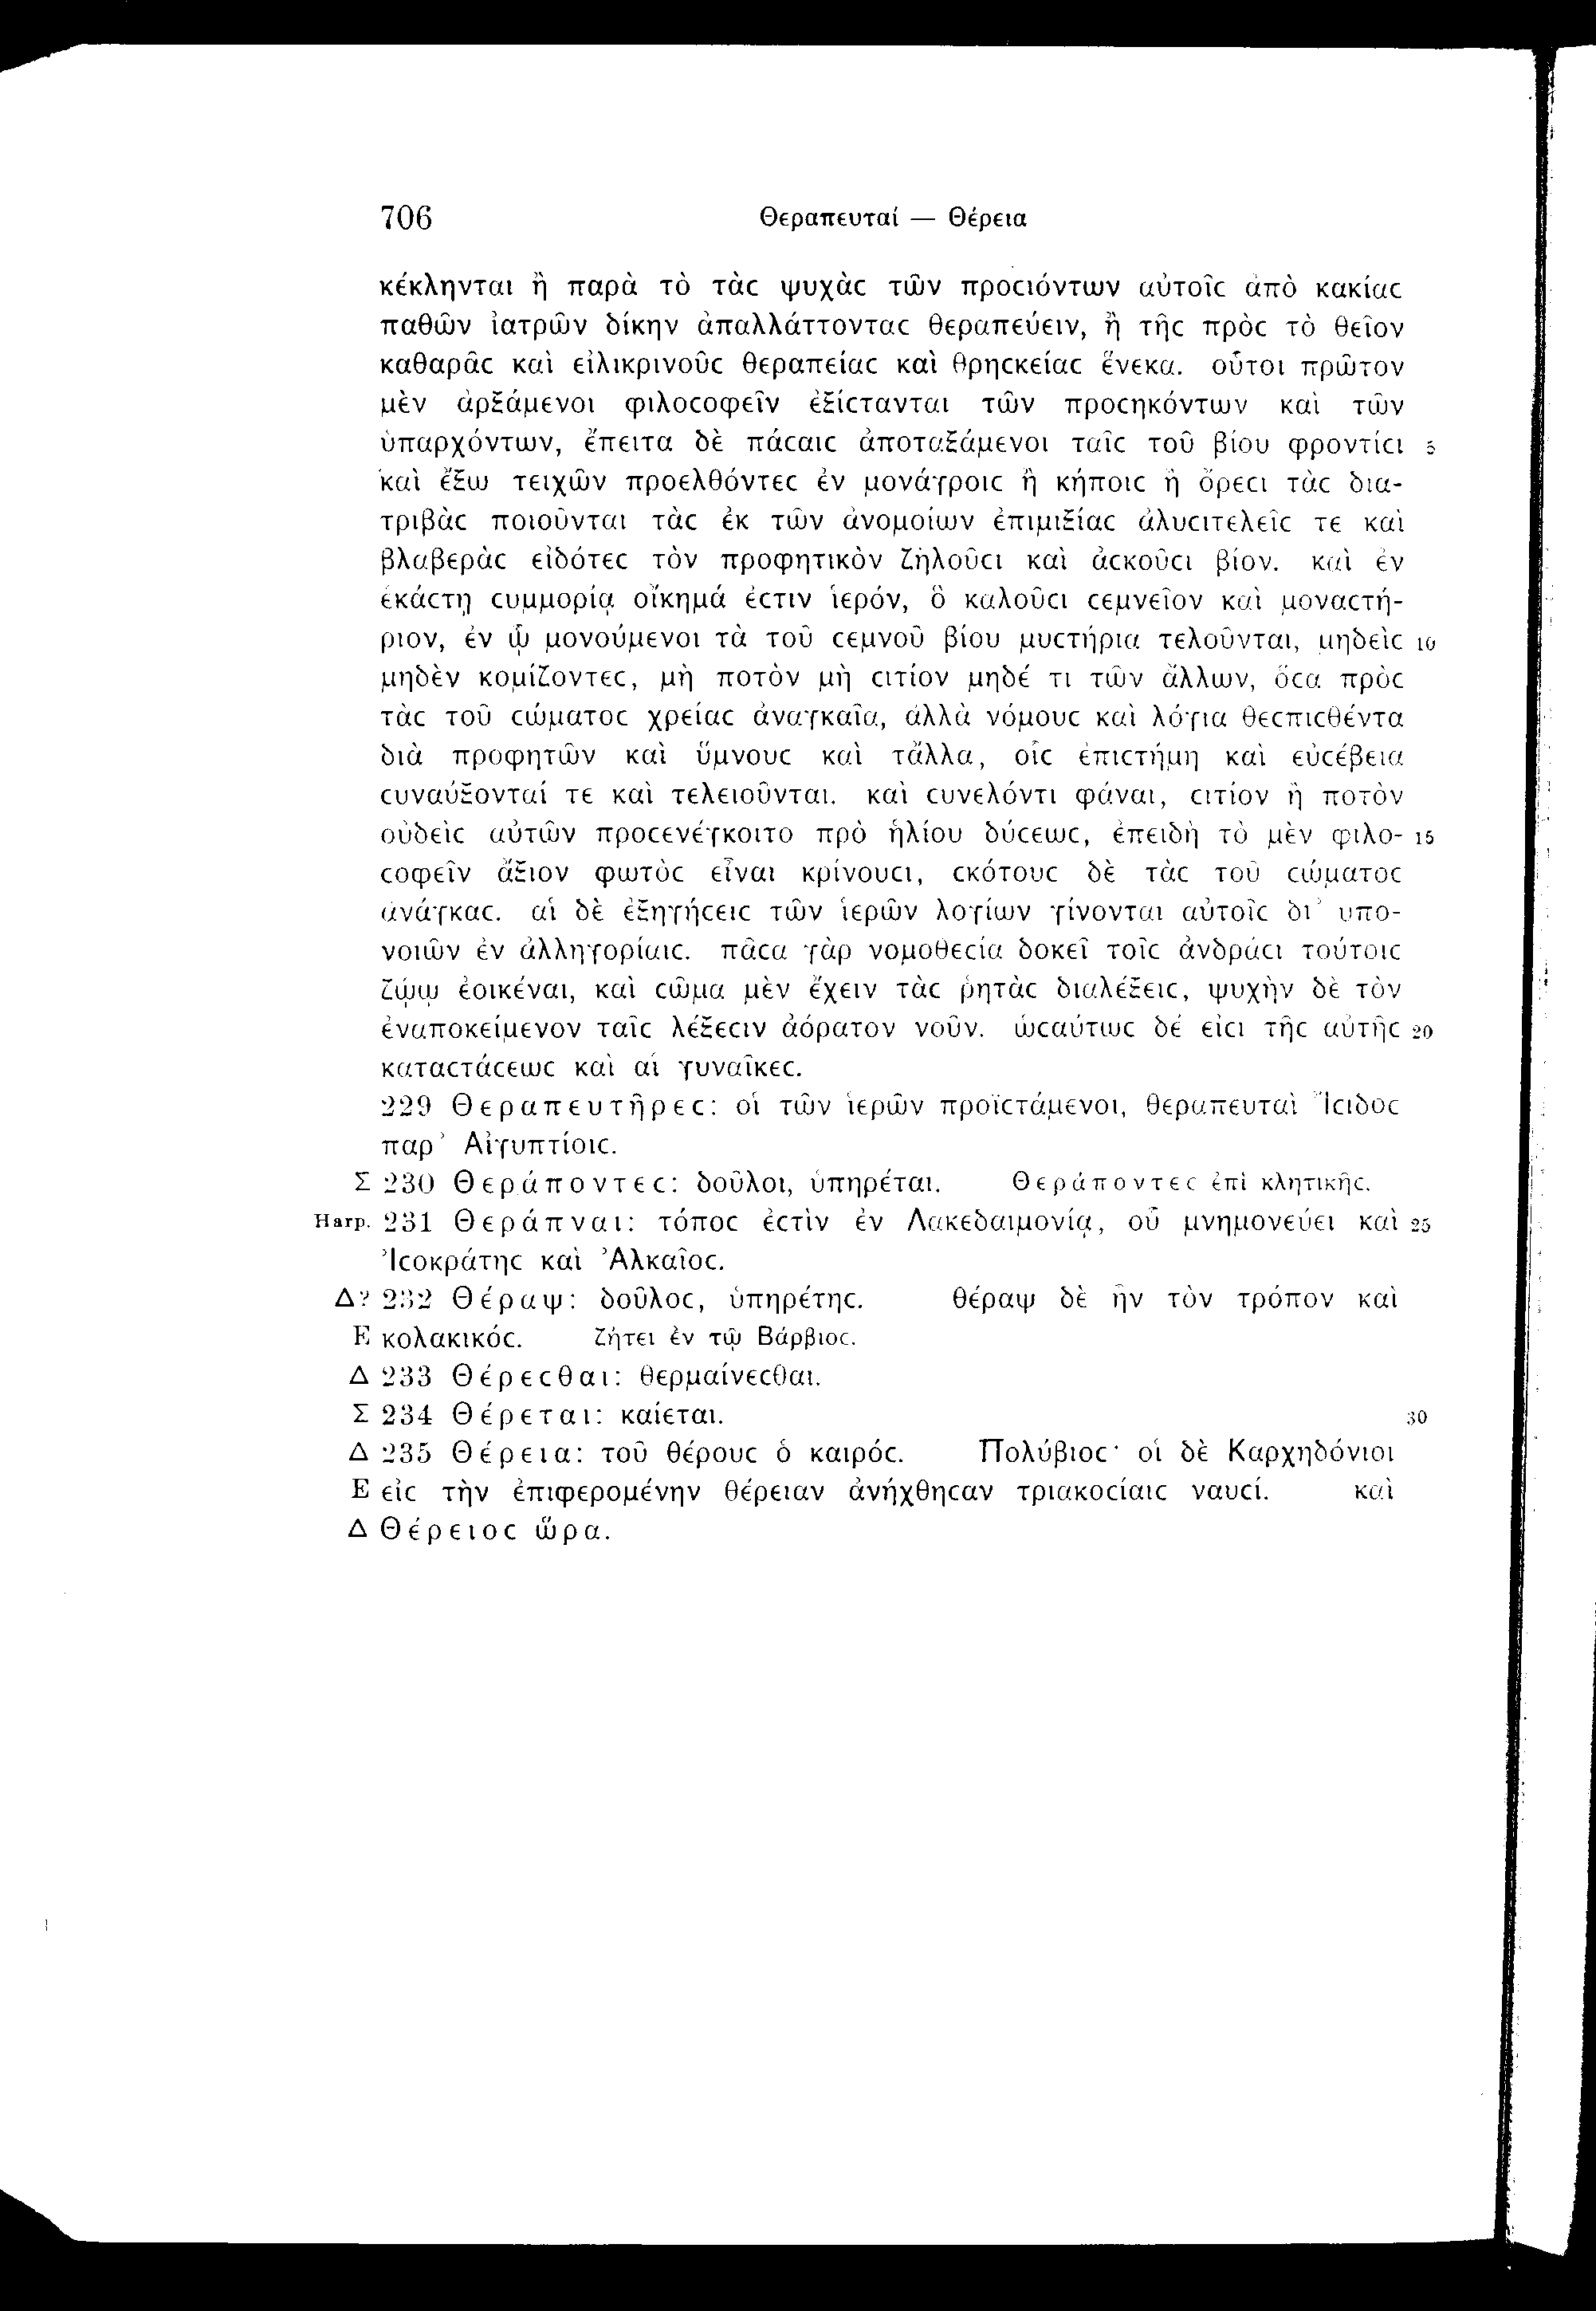 706 Θεραπευταί — Θέρεια
κέκληνται ἢ παρὰ τὸ τὰϲ ψυχὰϲ τῶν προϲιόντων αὐτοῖϲ ἀπὸ κακίαϲ
παθῶν ἰατρῶν δίκην ἀπαλλάττονταϲ θεραπεύειν, ἢ τῆϲ πρὸϲ τὸ θεῖον
καθαρᾶϲ καὶ εἰλικρινοῦϲ θεραπείαϲ καὶ θρηϲκείαϲ ἕνεκα. οὗτοι πρῶτον
μὲν ἀρξάμενοι φιλοϲοφεῖν ἐξίϲτανται τῶν προϲηκόντων καὶ τῶν
ὑπαρχόντων, ἔπειτα δὲ πάϲαιϲ ἀποταξάμενοι ταῖϲ τοῦ βίου φροντίϲι 5
καὶ ἔξω τειχῶν προελθόντεϲ ἐν μονάγροιϲ ἢ κήποιϲ ἢ ὄρεϲι τὰϲ δια-
τριβὰϲ ποιοῦνται τὰϲ ἐκ τῶν ἀνομοίων ἐπιμιξίαϲ ἀλυϲιτελεῖϲ τε καὶ
βλαβερὰϲ εἰδότεϲ τὸν προφητικὸν ζηλοῦϲι καὶ ἀϲκοῦϲι βίον. καὶ ἐν
ἑκάϲτῃ ϲυμμορίᾳ οἴκημά ἐϲτιν ἱερόν, ὃ καλοῦϲι ϲεμνεῖον καὶ μοναϲτή-
ριον, ἐν ᾧ μονούμενοι τὰ τοῦ ϲεμνοῦ βίου μυϲτήρια τελοῦνται, μηδεὶϲ 10
μηδὲν κομίζοντεϲ, μὴ ποτὸν μὴ ϲιτίον μηδέ τι τῶν ἄλλων, ὅϲα πρὸϲ
τὰϲ τοῦ ϲώματοϲ χρείαϲ ἀναγκαῖα, ἀλλὰ νόμουϲ καὶ λόγια θεϲπιϲθέντα
διὰ προφητῶν καὶ ὕμνουϲ καὶ τἄλλα, οἷϲ ἐπιϲτήμη καὶ εὐϲέβεια
ϲυναύξονταί τε καὶ τελειοῦνται. καὶ ϲυνελόντι φάναι, ϲιτίον ἢ ποτὸν
οὐδεὶϲ αὐτῶν προϲενέγκοιτο πρὸ ἡλίου δύϲεωϲ, ἐπειδὴ τὸ μὲν φιλο- 15
ϲοφεῖν ἄξιον φωτὸϲ εἶναι κρίνουϲι, ϲκότουϲ δὲ τὰϲ τοῦ ϲώματοϲ
ἀνάγκαϲ. αἱ δὲ ἐξηγήϲειϲ τῶν ἱερῶν λογίων γίνονται αὐτοῖϲ δι᾽ ὑπο-
νοιῶν ἐν ἀλληγορίαιϲ. πᾶϲα γὰρ νομοθεϲία δοκεῖ τοῖϲ ἀνδράϲι τούτοιϲ
ζῴῳ ἐοικέναι, καὶ ϲῶμα μὲν ἔχειν τὰϲ ῥητὰϲ διαλέξειϲ, ψυχὴν δὲ τὸν
ἐναποκείμενον ταῖϲ λέξεϲιν ἀόρατον νοῦν. ὡϲαύτωϲ δέ εἰϲι τῆϲ αὐτῆϲ 20
καταϲτάϲεωϲ καὶ αἱ γυναῖκεϲ.
229 Θεραπευτῆρεϲ: οἱ τῶν ἱερῶν προϊϲτάμενοι, θεραπευταὶ Ἴϲιδοϲ
παρ᾽ Αἰγυπτίοιϲ.
Σ 230 Θεράποντεϲ: δοῦλοι, ὑπηρέται. Θεράποντεϲ ἐπὶ κλητικῆϲ.
Harp. 231 Θεράπναι: τόποϲ ἐϲτὶν ἐν Λακεδαιμονίᾳ, οὗ μνημονεύει καὶ 25
Ἰϲοκράτηϲ καὶ Ἀλκαῖοϲ.
Δ? 232 Θέραψ: δοῦλοϲ, ὑπηρέτηϲ. θέραψ δὲ ἦν τὸν τρόπον καὶ
E κολακικόϲ. ζήτει ἐν τῷ Βάρβιοϲ.
Δ 233 Θέρεϲθαι: θερμαίνεϲθαι.
Σ 234 Θέρεται: καίεται. 30
Δ 235 Θέρεια: τοῦ θέρουϲ ὁ καιρόϲ. Πολύβιοϲ· οἱ δὲ Καρχηδόνιοι
E εἰϲ τὴν ἐπιφερομένην θέρειαν ἀνήχθηϲαν τριακοϲίαιϲ ναυϲί. καὶ
Δ Θέρειοϲ ὥρα.